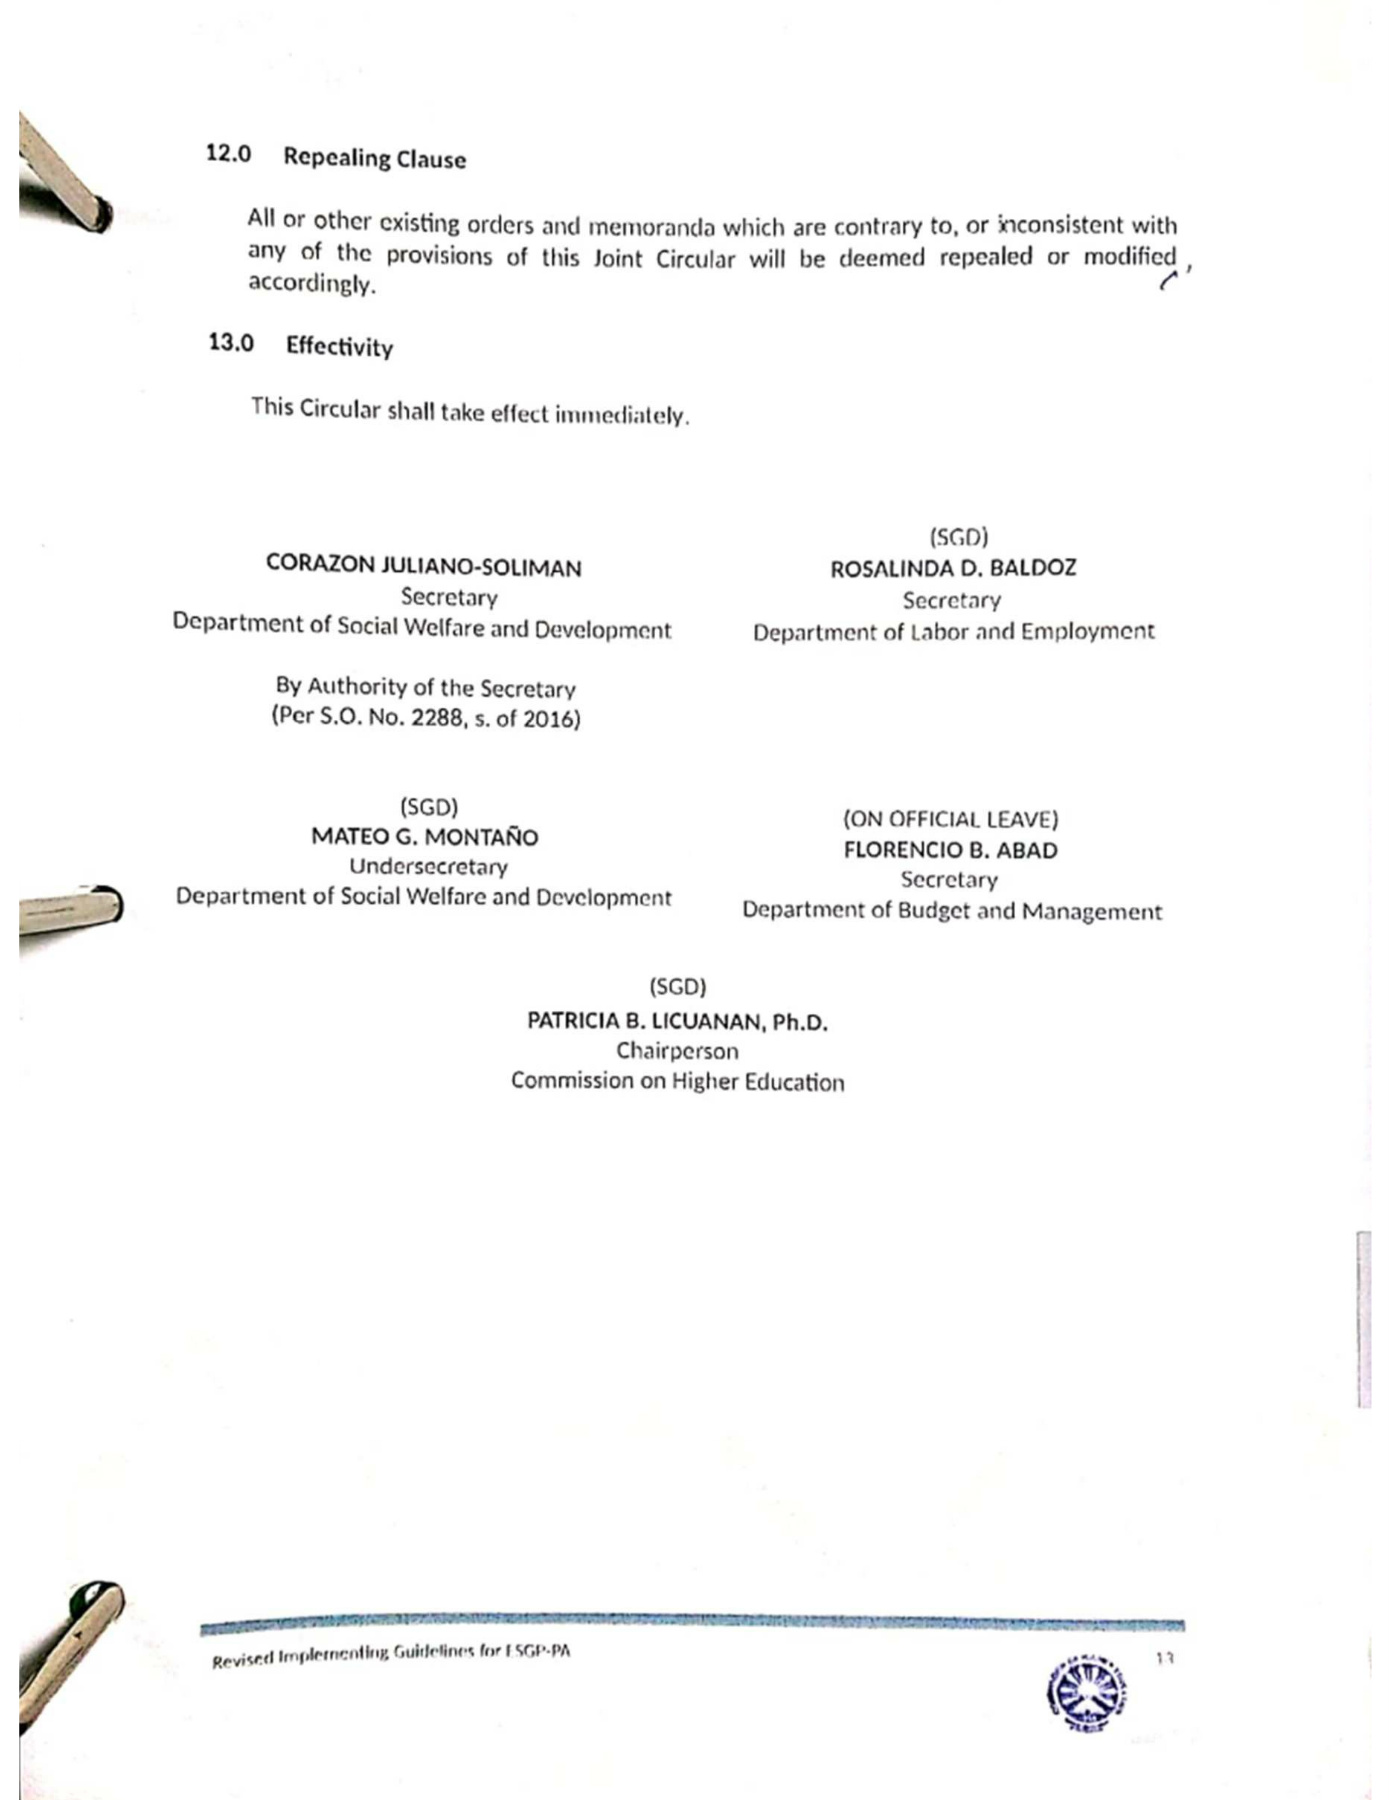 12.0 Repealing Clause
All or other existing orders and memoranda which are contrary to, or inconsistent with
any of the provisions of this Joint Circular will be deemed repealed or modified ,
accordingly.
13.0 Effectivity
This Circular shall take effect immediately.
CORAZON JULIANO-SOLIMAN
Secretary
Department of Social Welfare and Development
By Authority of the Secretary
(Per S.O. No. 2288, s. of 2016)
(SGD)
ROSALINDA D. BALDOZ
Secretary
Department of Labor and Employment
(SGD)
MATEO G. MONTAÑO
Undersecretary
Department of Social Welfare and Development
(ON OFFICIAL LEAVE)
FLORENCIO B. ABAD
Secretary
Department of Budget and Management
(SGD)
PATRICIA B. LICUANAN, Ph.D.
Chairperson
Commission on Higher Education
Revised Implementing Guidelines for ESGP-PA
13